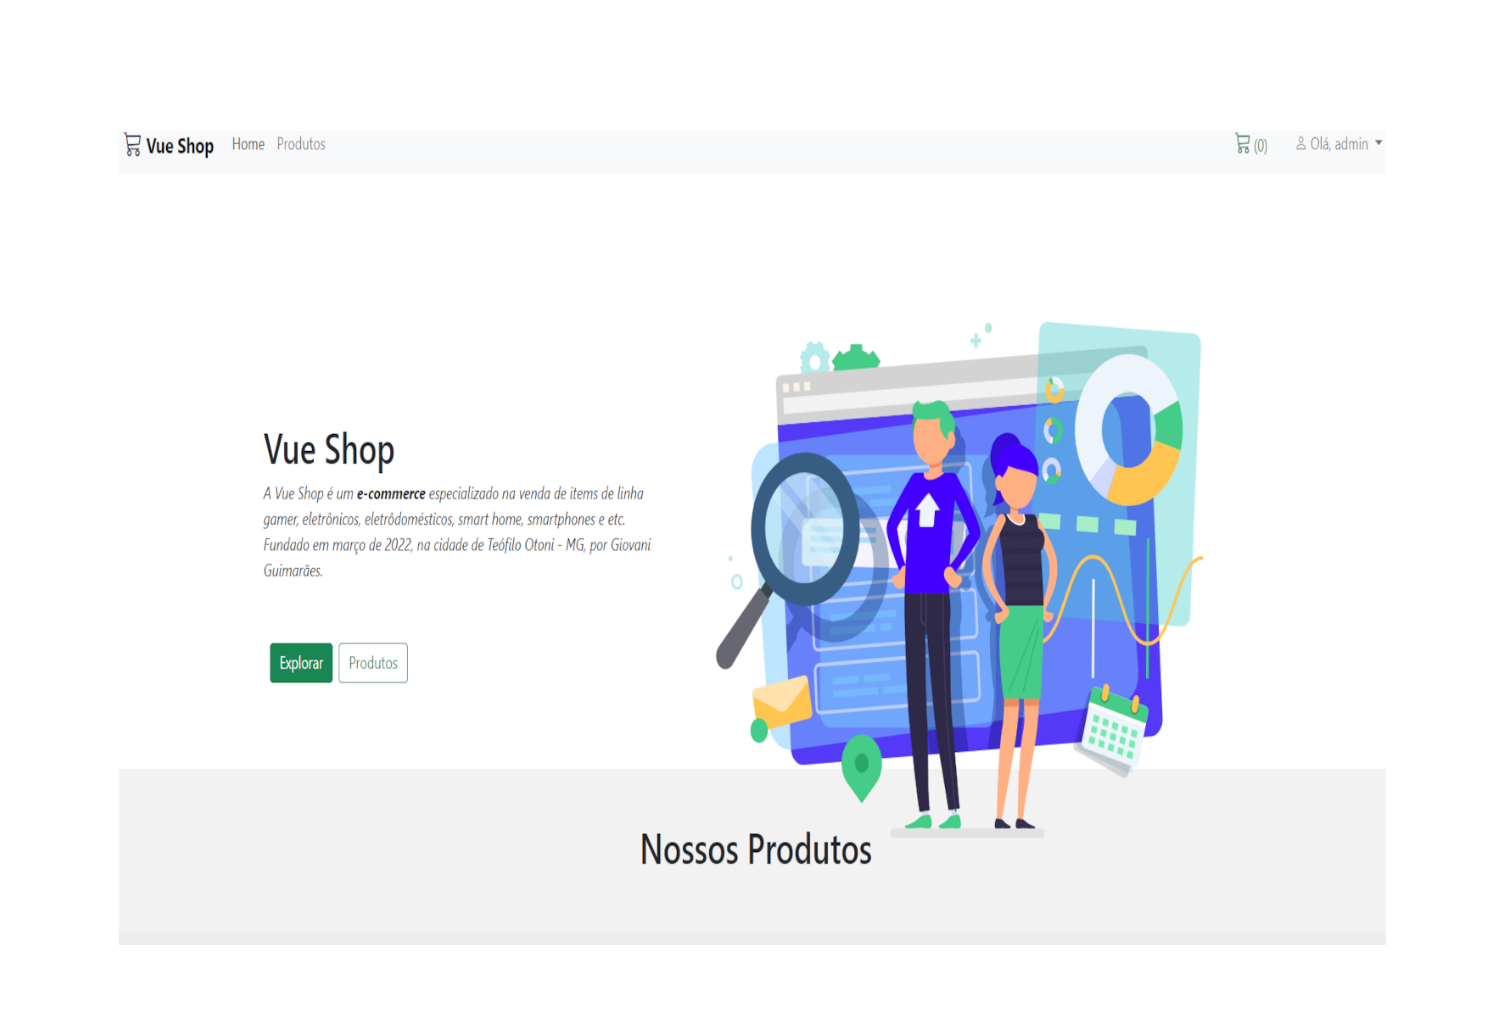 Vue Shop Home Produtos (0) Olá, admin
Vue Shop
A Vue Shop é um e-commerce especializado na venda de items de linha
gamer, eletrônicos, eletrôdomésticos, smart home, smartphones e etc.
Fundado em março de 2022, na cidade de Teófilo Otoni - MG, por Giovani
Guimarães.
Explorar Produtos
Nossos Produtos